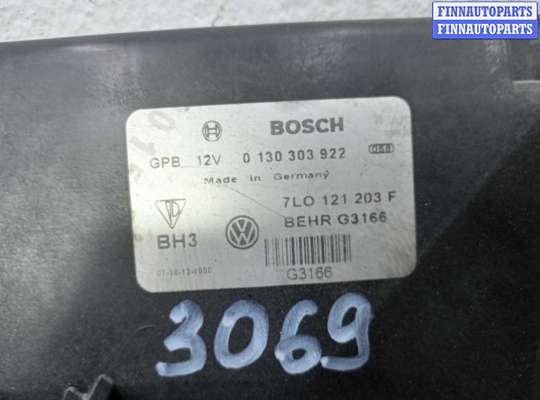 FINNAUTOPARTS
FINNAUTOPARTS
BOSCH
GPB 12V 0 130 303 922
Made in Germany
7L0 121 203 F
BEHR G3166
BH3
G3166
3069